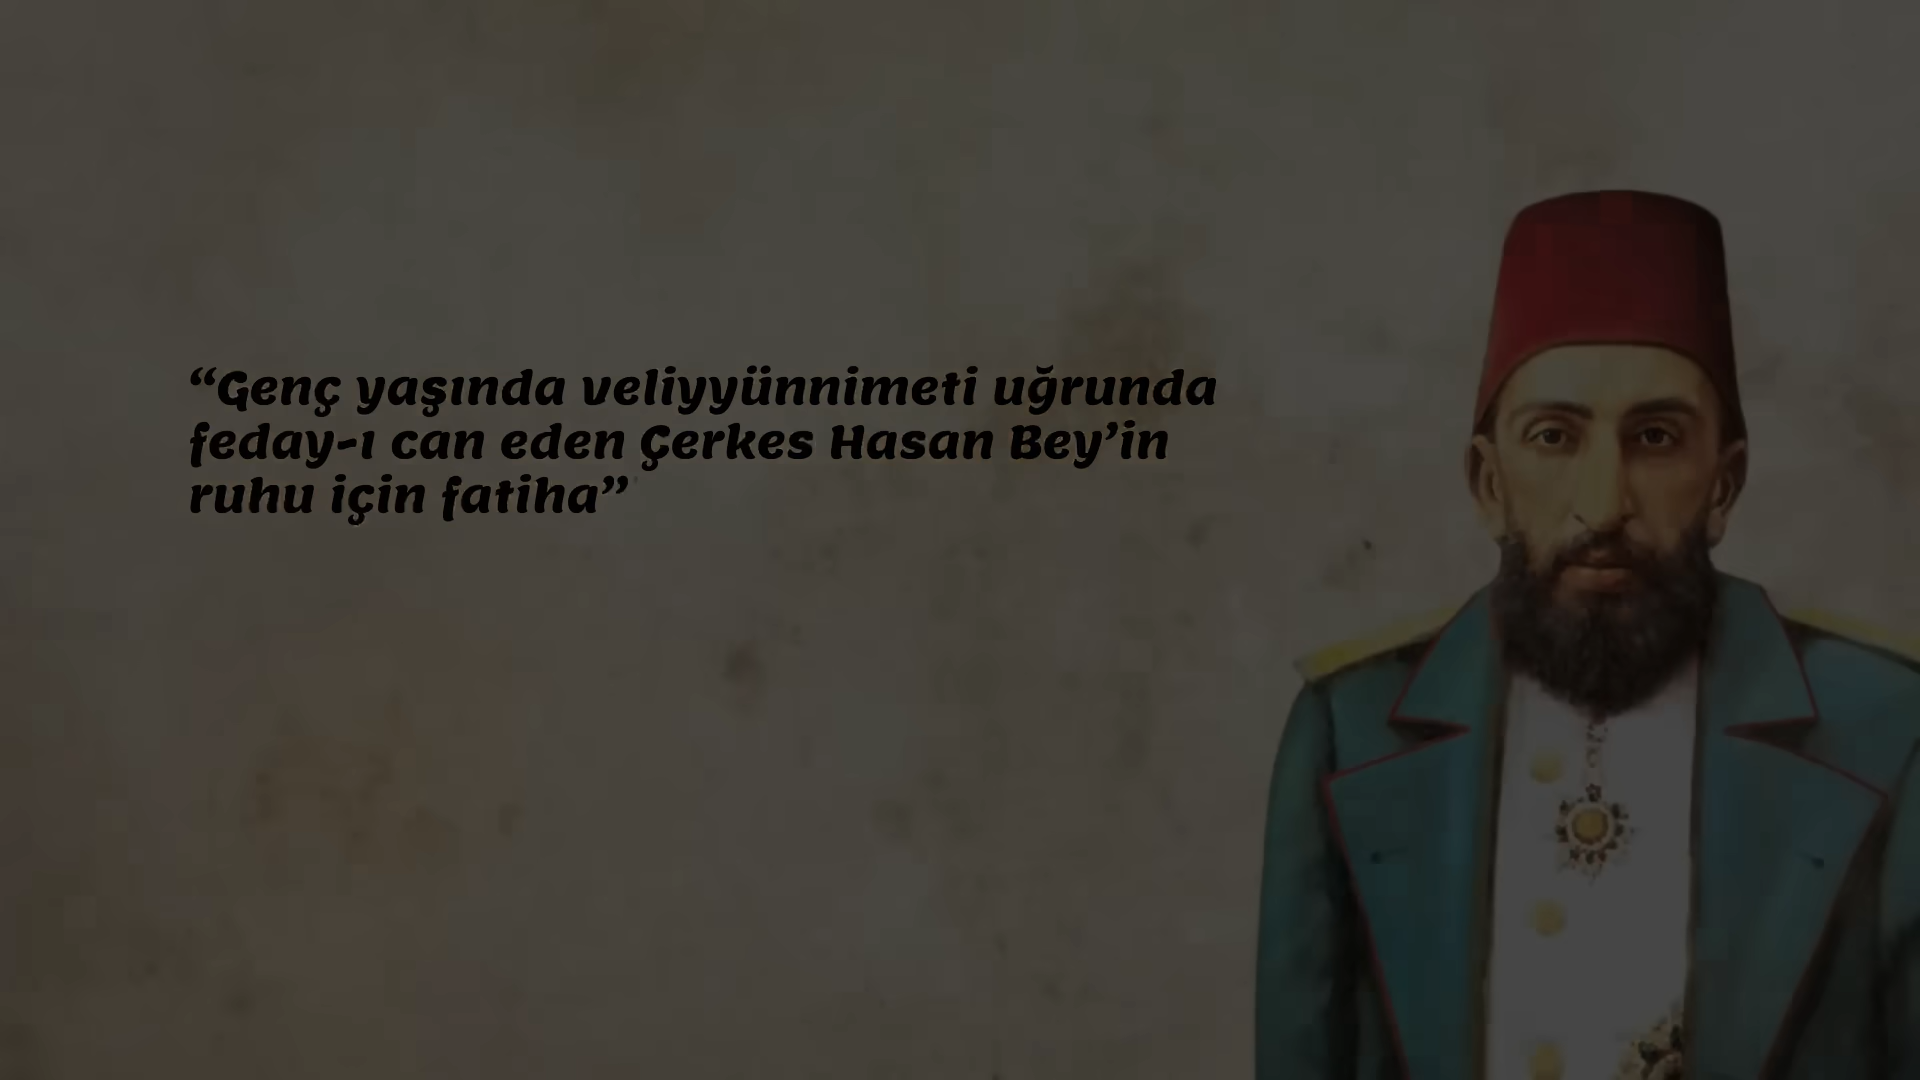 “Genç yaşında veliyyünnimeti uğrunda
feday-ı can eden Çerkes Hasan Bey’in
ruhu için fatiha”